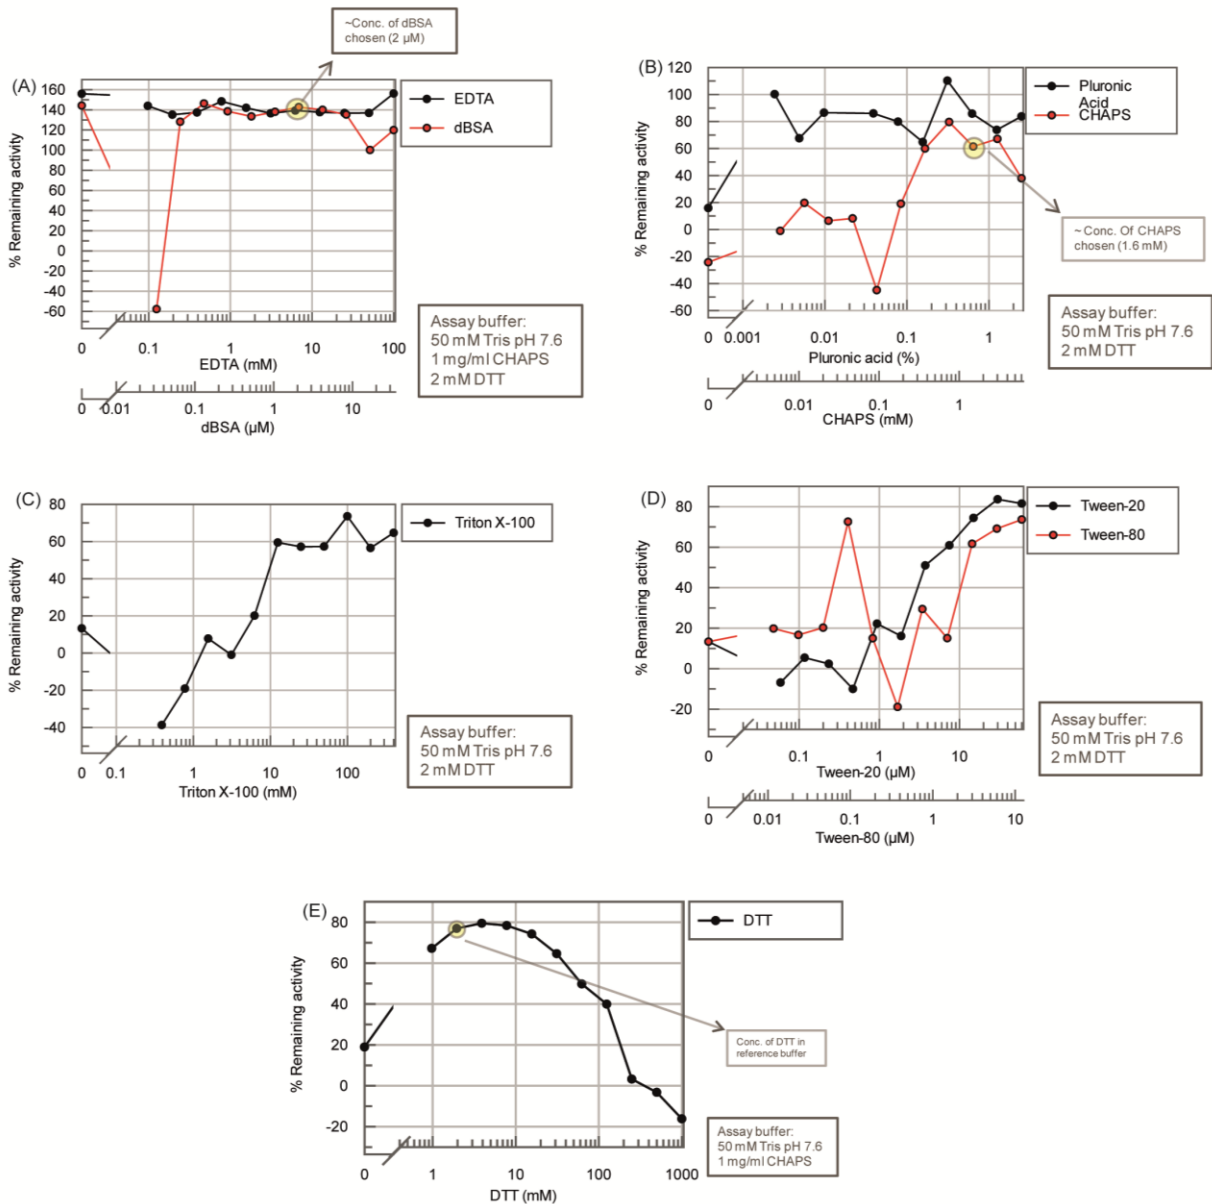 (A)
~Conc. of dBSA
chosen (2 µM)
EDTA
dBSA
% Remaining activity
160
140
120
100
80
60
40
20
0
-20
-40
-60
0
0.1
1
10
100
EDTA (mM)
0
0.01
0.1
1
10
dBSA (µM)
Assay buffer:
50 mM Tris pH 7.6
1 mg/ml CHAPS
2 mM DTT
(B)
Pluronic
Acid
CHAPS
% Remaining activity
120
100
80
60
40
20
0
-20
-40
-60
0
0.001
0.01
0.1
1
Pluronic acid (%)
0
0.01
0.1
1
CHAPS (mM)
~ Conc. Of CHAPS
chosen (1.6 mM)
Assay buffer:
50 mM Tris pH 7.6
2 mM DTT
(C)
Triton X-100
% Remaining activity
80
60
40
20
0
-20
-40
0
0.1
1
10
100
Triton X-100 (mM)
Assay buffer:
50 mM Tris pH 7.6
2 mM DTT
(D)
Tween-20
Tween-80
% Remaining activity
80
60
40
20
0
-20
0
0.1
1
10
Tween-20 (µM)
0
0.01
0.1
1
10
Tween-80 (µM)
Assay buffer:
50 mM Tris pH 7.6
2 mM DTT
(E)
DTT
% Remaining activity
80
60
40
20
0
-20
0
1
10
100
1000
DTT (mM)
Conc. of DTT in
reference buffer
Assay buffer:
50 mM Tris pH 7.6
1 mg/ml CHAPS